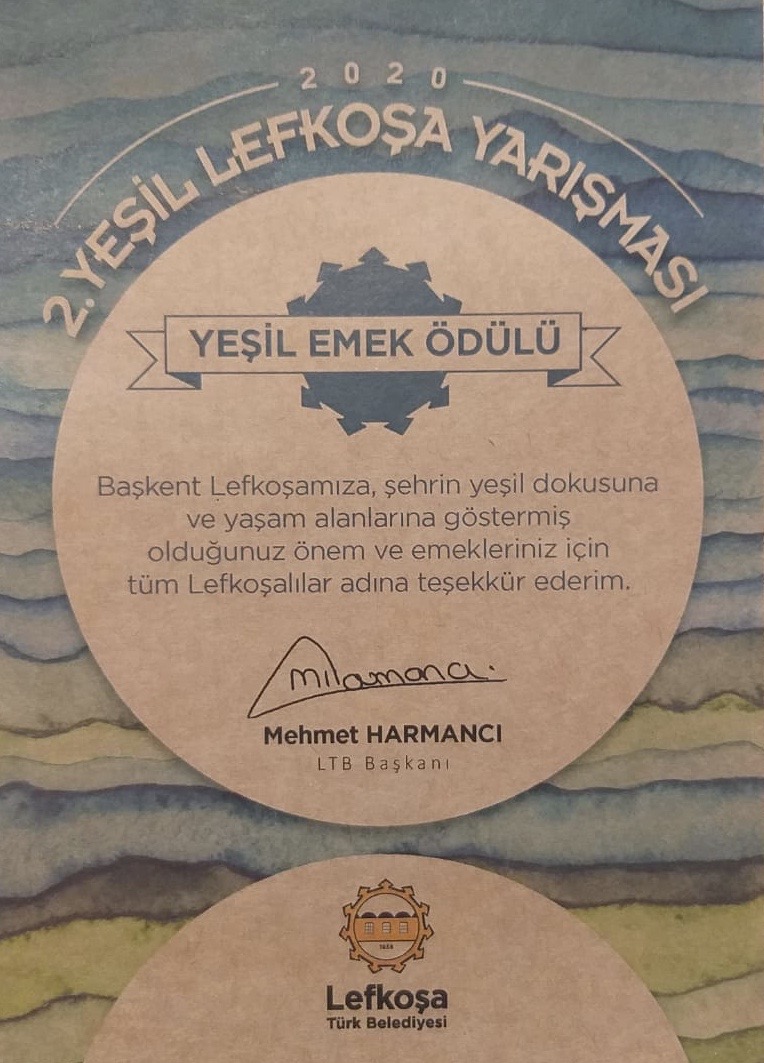 2020
2. YEŞİL LEFKOŞA YARIŞMASI
YEŞİL EMEK ÖDÜLÜ
Başkent Lefkoşamıza, şehrin yeşil dokusuna
ve yaşam alanlarına göstermiş
olduğunuz önem ve emekleriniz için
tüm Lefkoşalılar adına teşekkür ederim.
Mehmet HARMANCI
LTB Başkanı
Lefkoşa
Türk Belediyesi